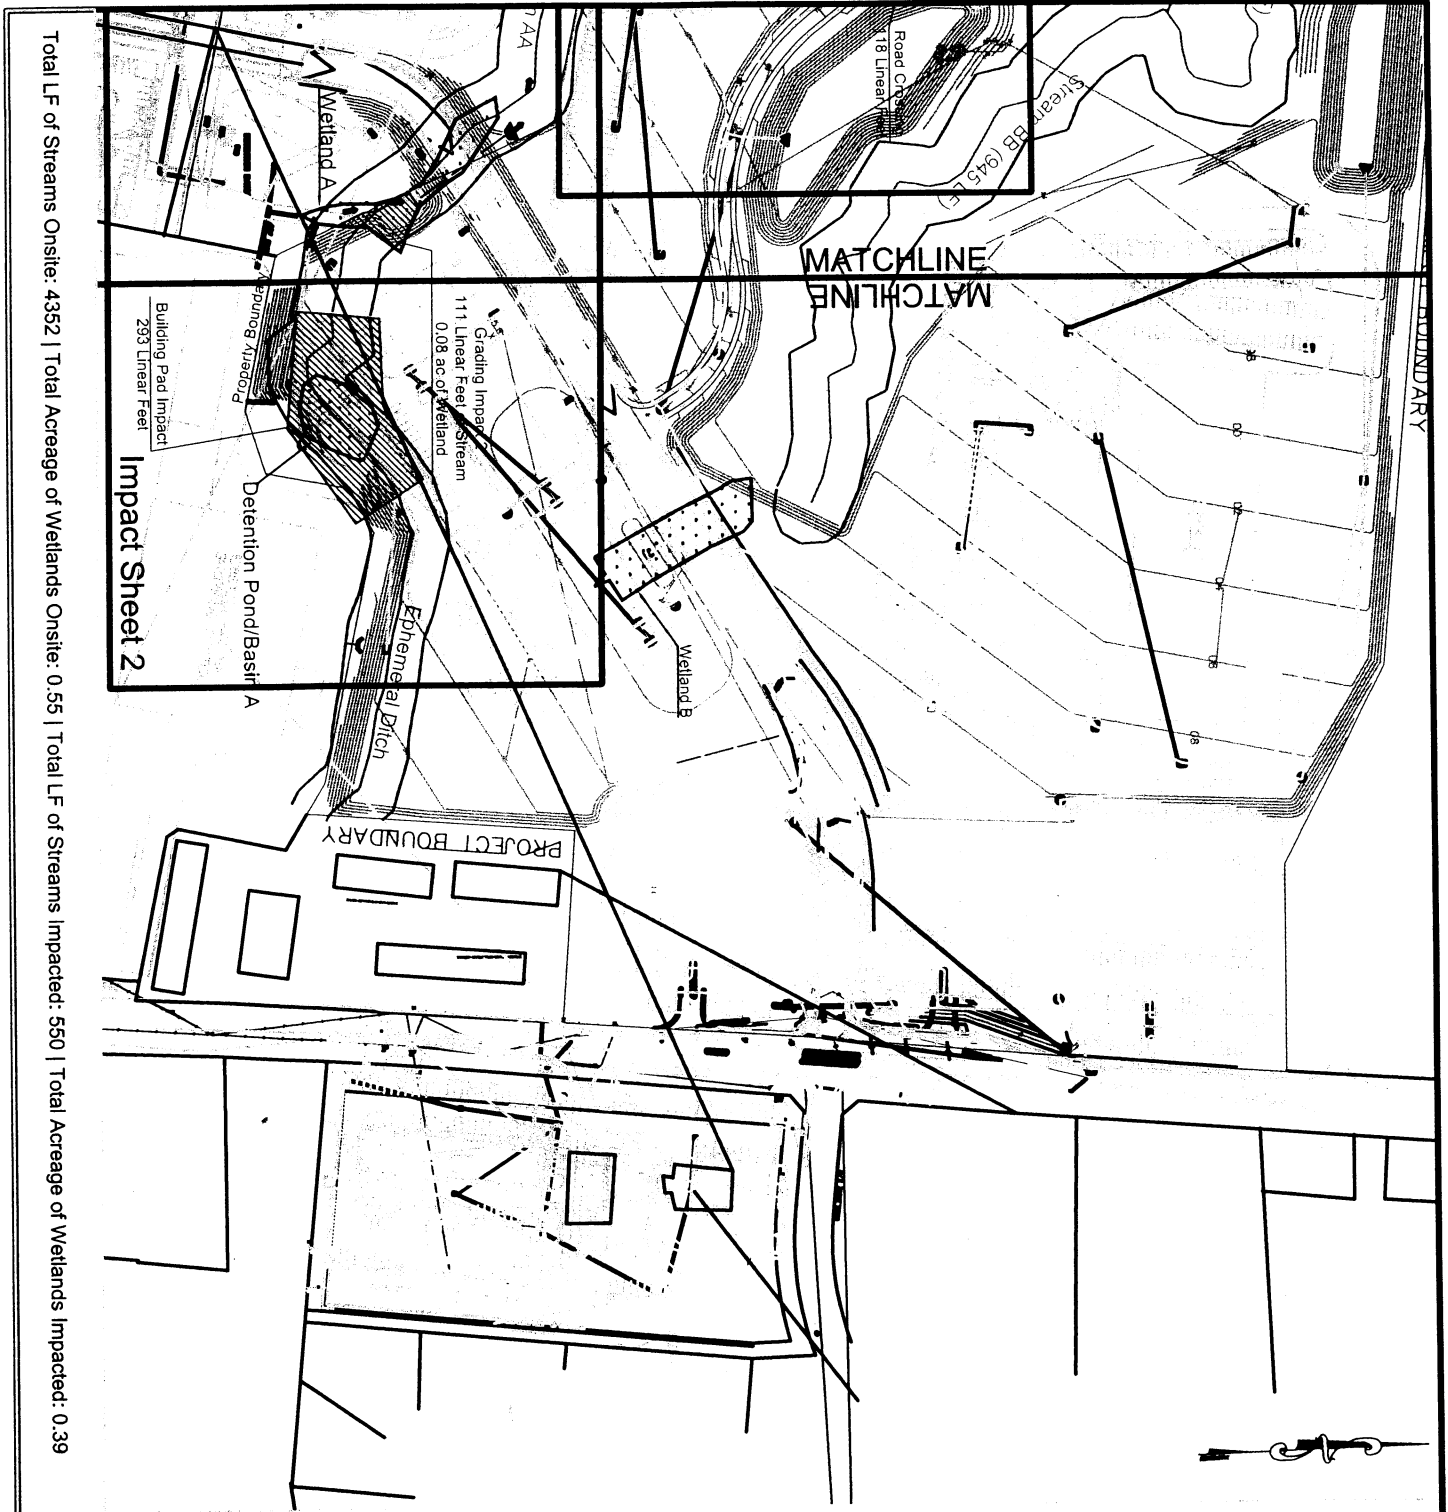 Total LF of Streams Onsite: 4352 | Total Acreage of Wetlands Onsite: 0.55 | Total LF of Streams Impacted: 550 | Total Acreage of Wetlands Impacted: 0.39
AA
Wetland A
Road
118 Linear
Stream BB (945 LF)
MATCHLINE
MATCHLINE
BOUNDARY
Property Boundary
Building Pad Impact
293 Linear Feet
Grading Impact
111 Linear Feet Stream
0.08 ac of Wetland
Impact Sheet 2
Detention Pond/Basin A
Ephemeral Ditch
Wetland B
PROJECT BOUNDARY